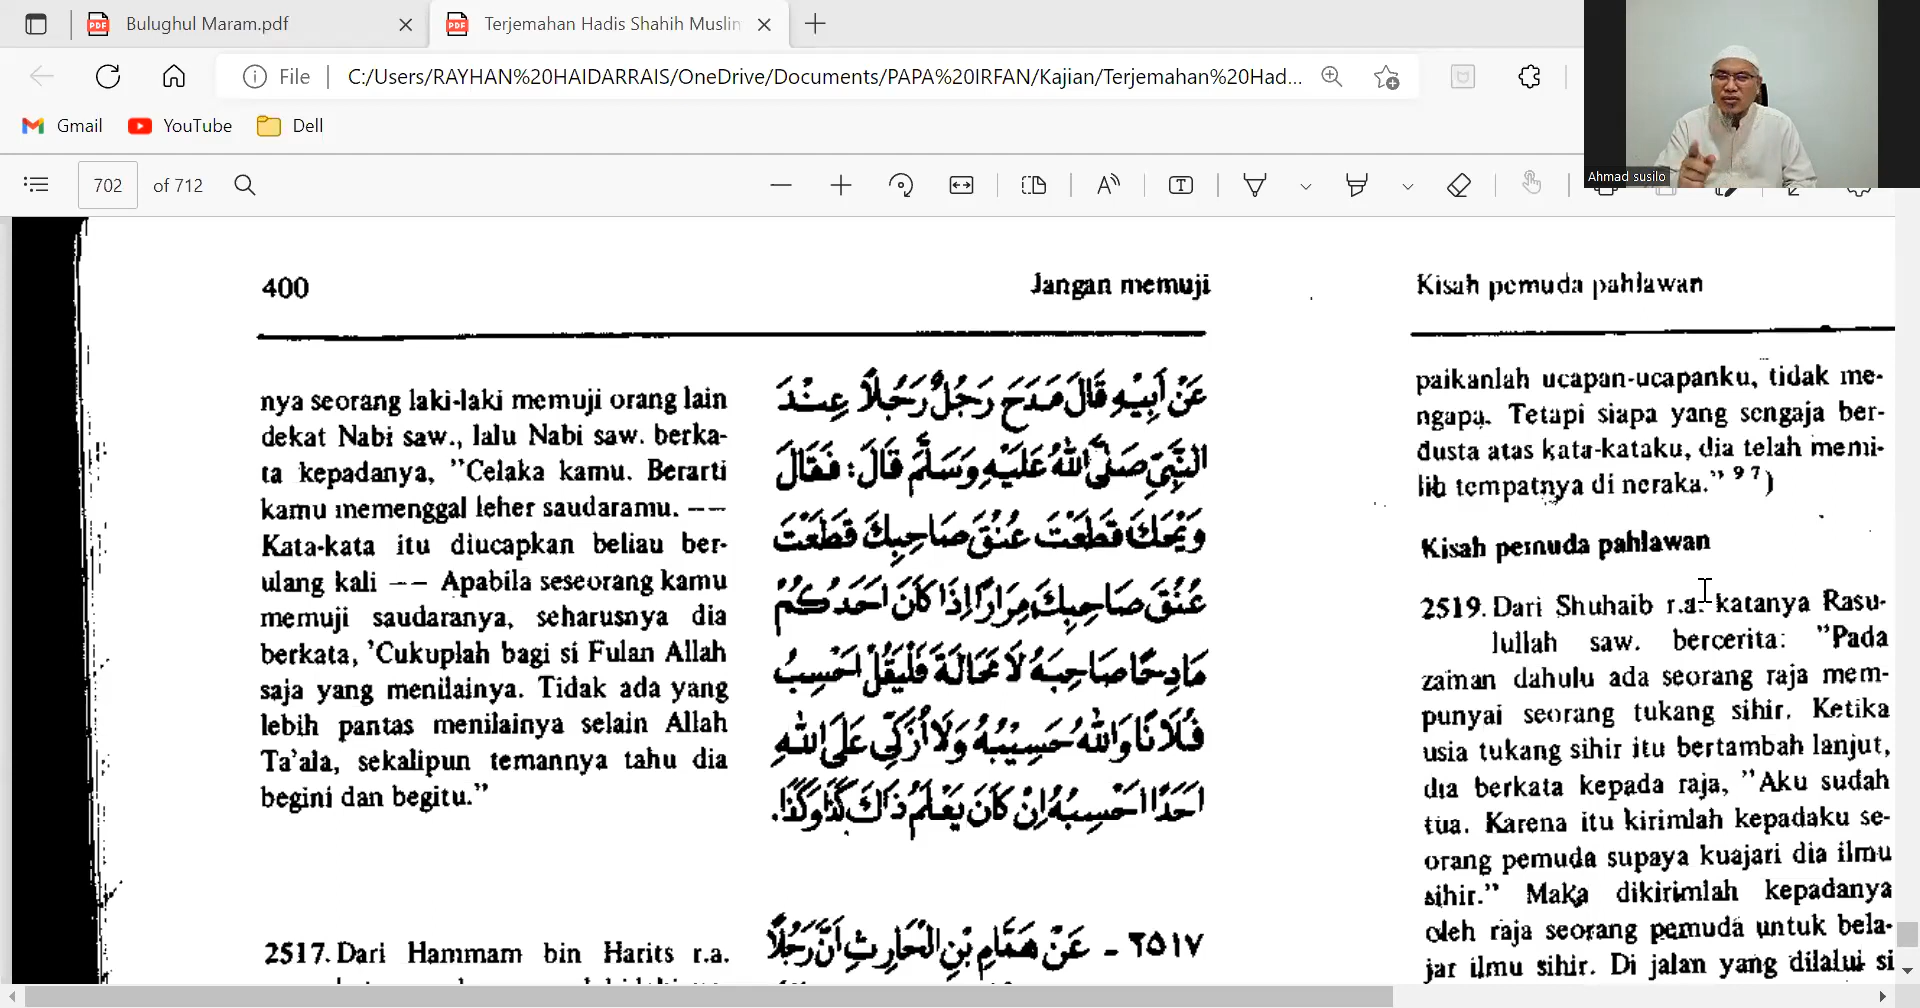 Bulughul Maram.pdf
Terjemahan Hadis Shahih Muslim
File
C:/Users/RAYHAN%20HAIDARRAIS/OneDrive/Documents/PAPA%20IRFAN/Kajian/Terjemahan%20Had...
Gmail
YouTube
Dell
Ahmad susilo
702 of 712
400
Jangan memuji
nya seorang laki-laki memuji orang lain
dekat Nabi saw., lalu Nabi saw. berka-
ta kepadanya, "Celaka kamu. Berarti
kamu memenggal leher saudaramu. ——
Kata-kata itu diucapkan beliau ber-
ulang kali —— Apabila seseorang kamu
memuji saudaranya, seharusnya dia
berkata, 'Cukuplah bagi si Fulan Allah
saja yang menilainya. Tidak ada yang
lebih pantas menilainya selain Allah
Ta'ala, sekalipun temannya tahu dia
begini dan begitu."
عَنْ أَبِيْهِ قَالَ مَدَحَ رَجُلٌ رَجُلاً عِنْدَ
النَّبِيِّ صَلَّى اللهُ عَلَيْهِ وَسَلَّمَ قَالَ: فَقَالَ
وَيْحَكَ قَطَعْتَ عُنُقَ صَاحِبِكَ قَطَعْتَ
عُنُقَ صَاحِبِكَ مِرَارًا إِذَا كَانَ اَحَدُكُمْ
مَادِحًا صَاحِبَهُ لَا مَحَالَةَ فَلْيَقُلْ اَحْسِبُ
فُلَانًا وَاللهُ حَسِيْبُهُ وَلَا أُزَكِّى عَلَى اللهِ
اَحَدًا اَحْسِبُهُ اِنْ كَانَ يَعْلَمُ ذَاكَ كَذَا وَكَذَا.
2517. Dari Hammam bin Harits r.a.
٢٥١٧ - عَنْ هَمَّامِ بْنِ الْحَارِثِ اَنَّ رَجُلاً
Kisah pemuda pahlawan
paikanlah ucapan-ucapanku, tidak me-
ngapa. Tetapi siapa yang sengaja ber-
dusta atas kata-kataku, dia telah memi-
lih tempatnya di neraka." 97)
Kisah pemuda pahlawan
2519. Dari Shuhaib r.a. katanya Rasu-
lullah saw. bercerita: "Pada
zaman dahulu ada seorang raja mem-
punyai seorang tukang sihir. Ketika
usia tukang sihir itu bertambah lanjut,
dia berkata kepada raja, "Aku sudah
tua. Karena itu kirimlah kepadaku se-
orang pemuda supaya kuajari dia ilmu
sihir." Maka dikirimlah kepadanya
oleh raja seorang pemuda untuk bela-
jar ilmu sihir. Di jalan yang dilalui si